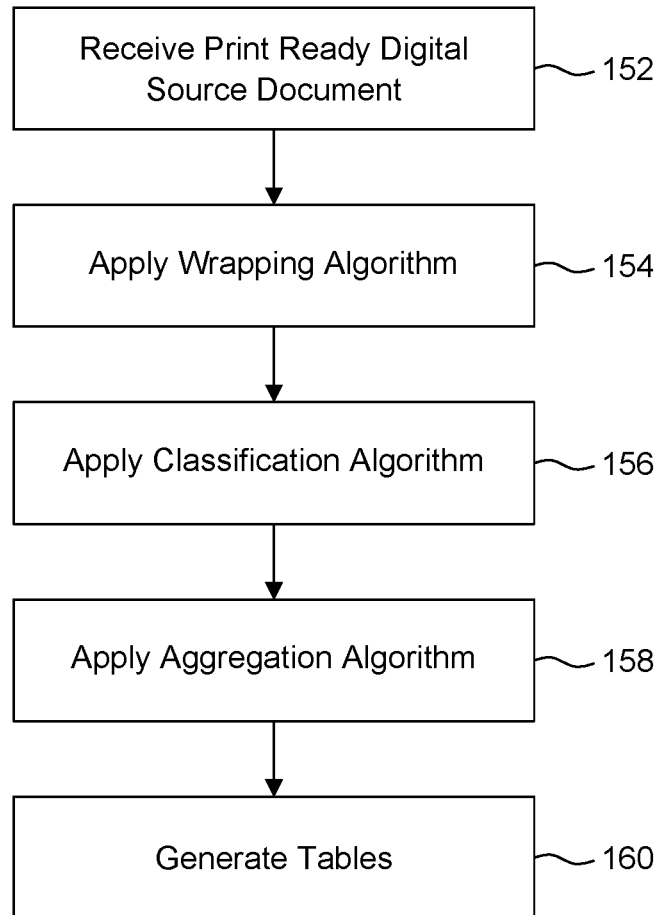 Receive Print Ready Digital
Source Document
152
Apply Wrapping Algorithm
154
Apply Classification Algorithm
156
Apply Aggregation Algorithm
158
Generate Tables
160